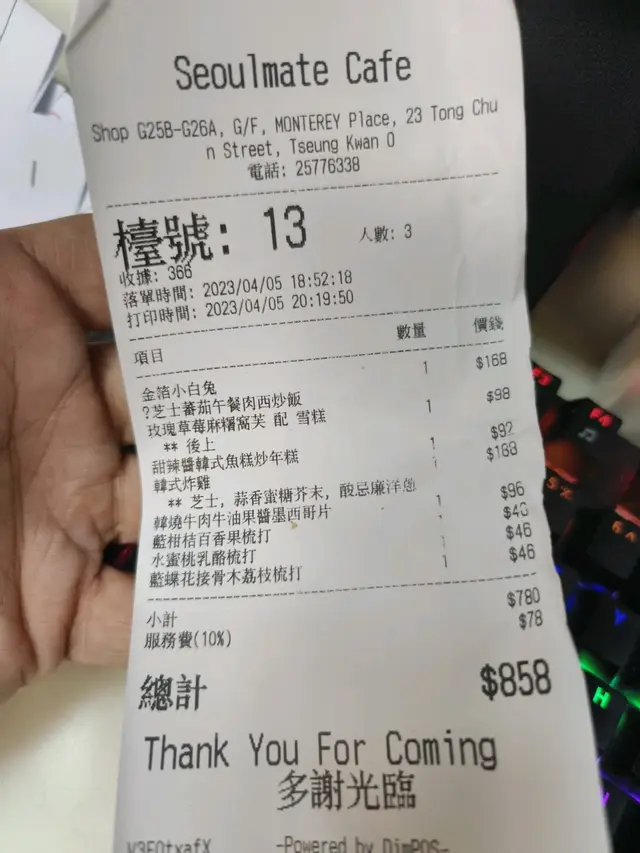 Seoulmate Cafe
Shop G25B-G26A, G/F, MONTEREY Place, 23 Tong Chu
n Street, Tseung Kwan O
電話: 25776338
檯號: 13 人數: 3
收據: 366
落單時間: 2023/04/05 18:52:18
打印時間: 2023/04/05 20:19:50
項目 數量 價錢
金箔小白兔 1 $168
?芝士蕃茄午餐肉西炒飯 1 $98
玫瑰草莓麻糬窩芙 配 雪糕
** 後上
甜辣醬韓式魚糕炒年糕 1 $92
韓式炸雞 1
** 芝士, 蒜香蜜糖芥末,
韓燒牛肉牛油果醬墨西哥片 1 $96
藍柑桔百香果梳打
水蜜桃乳酪梳打 1 $46
藍蝶花接骨木荔枝梳打 1 $46
小計 $780
服務費(10%) $78
總計 $858
Thank You For Coming
多謝光臨
-Powered by DimPOS-
F4
H